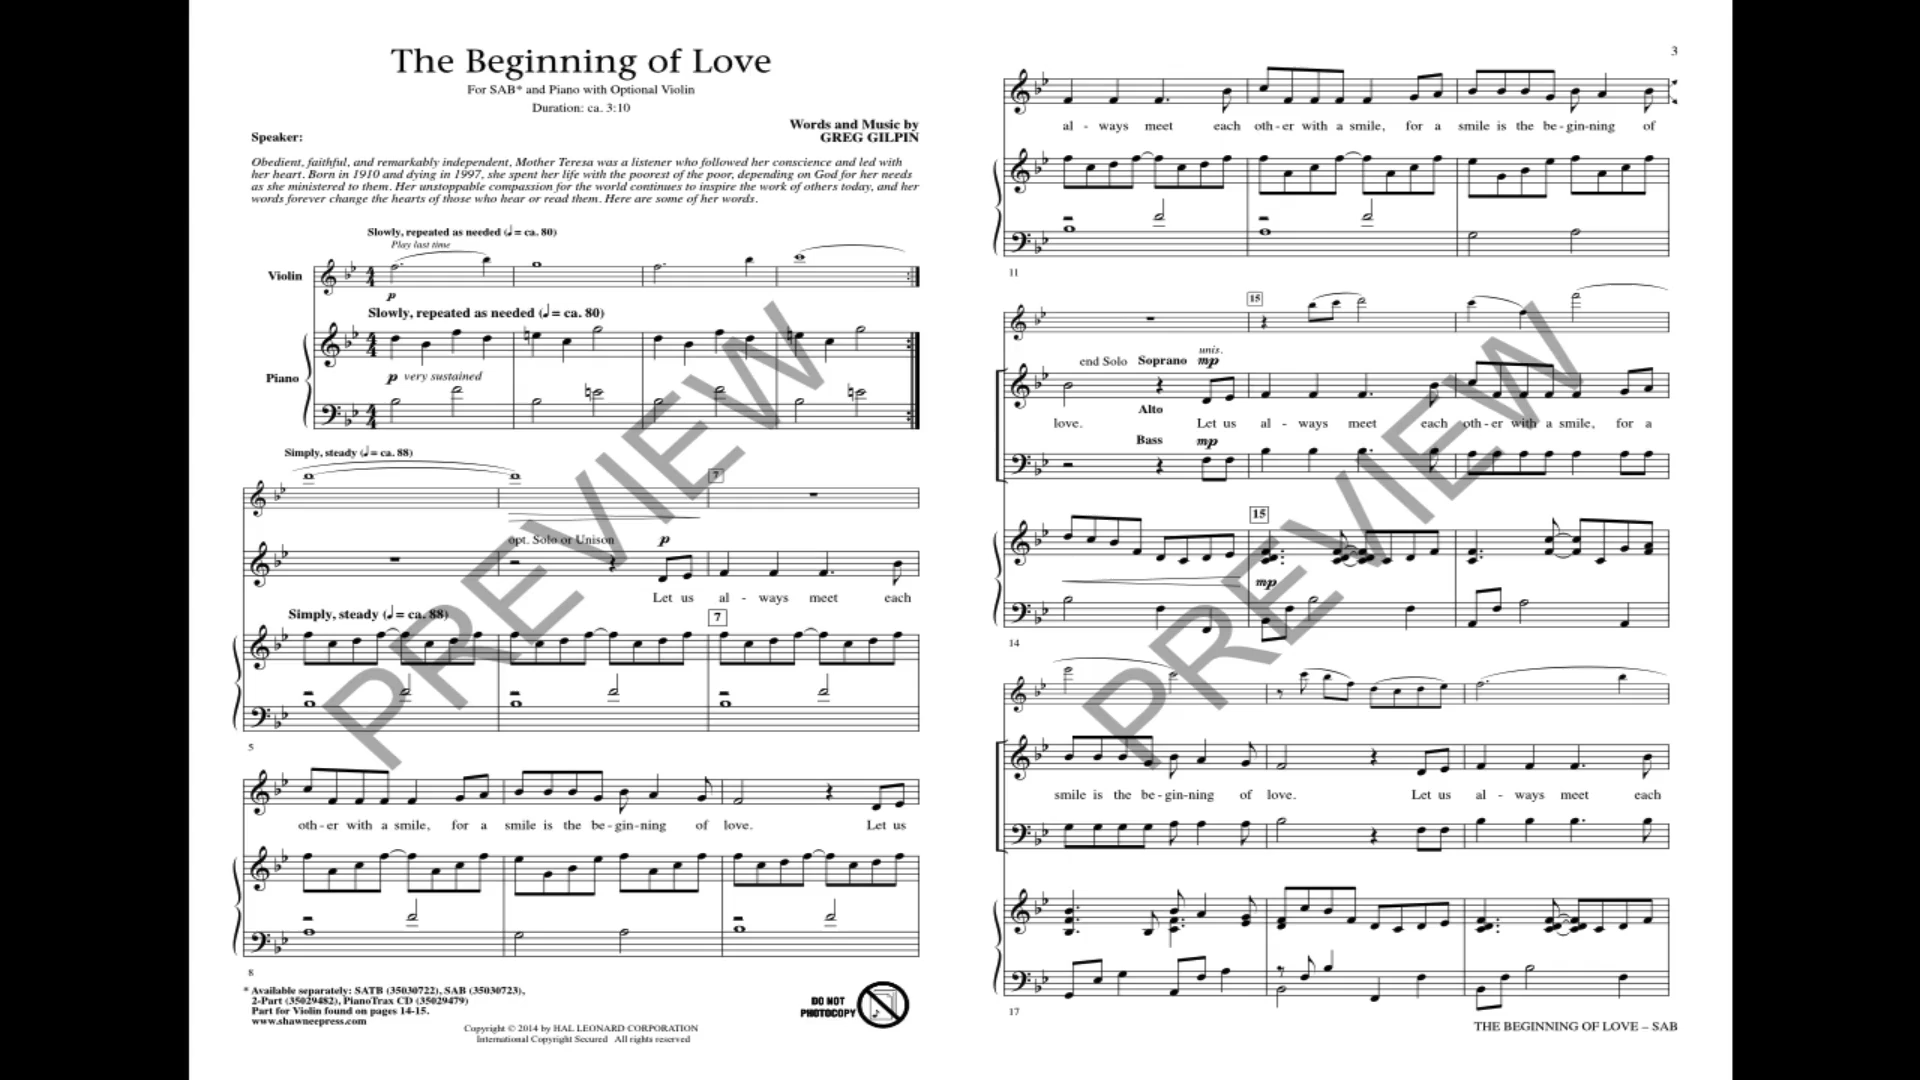 The Beginning of Love
For SAB* and Piano with Optional Violin
Duration: ca. 3:10
Words and Music by
GREG GILPIN
Speaker:
Obedient, faithful, and remarkably independent, Mother Teresa was a listener who followed her conscience and led with
her heart. Born in 1910 and dying in 1997, she spent her life with the poorest of the poor, depending on God for her needs
as she ministered to them. Her unstoppable compassion for the world continues to inspire the work of others today, and her
words forever change the hearts of those who hear or read them. Here are some of her words.
Slowly, repeated as needed (♩ = ca. 80)
Play last time
Violin
p
Slowly, repeated as needed (♩ = ca. 80)
Piano
p very sustained
Simply, steady (♩ = ca. 88)
7
opt. Solo or Unison p
Let us al - ways meet each
Simply, steady (♩ = ca. 88)
7
5
oth - er with a smile, for a smile is the be - gin - ning of love. Let us
8
* Available separately: SATB (35030722), SAB (35030723),
2-Part (35029482), PianoTrax CD (35029479)
Part for Violin found on pages 14-15.
www.shawneepress.com
DO NOT
PHOTOCOPY
Copyright © 2014 by HAL LEONARD CORPORATION
International Copyright Secured All rights reserved
PREVIEW
3
al - ways meet each oth - er with a smile, for a smile is the be - gin - ning of
11
15
unis.
end Solo Soprano mp
love. Let us al - ways meet each oth - er with a smile, for a
Alto
Bass mp
15
mp
14
smile is the be - gin - ning of love. Let us al - ways meet each
17
THE BEGINNING OF LOVE – SAB
PREVIEW